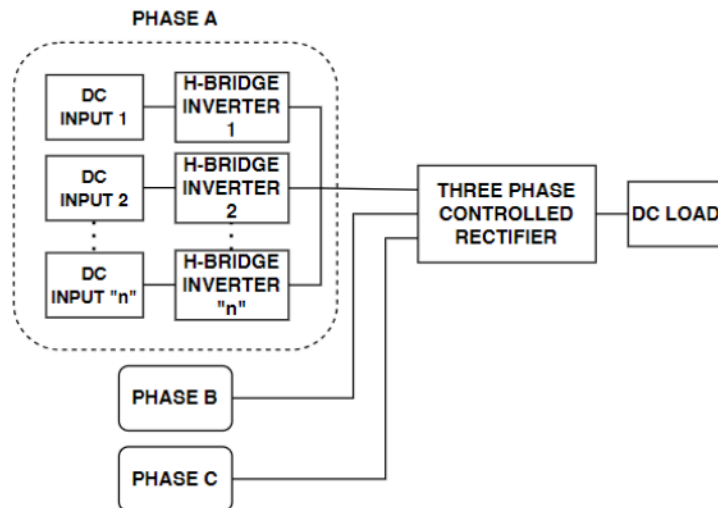 PHASE A
DC
INPUT 1
H-BRIDGE
INVERTER
1
DC
INPUT 2
H-BRIDGE
INVERTER
2
DC
INPUT "n"
H-BRIDGE
INVERTER
"n"
THREE PHASE
CONTROLLED
RECTIFIER
DC LOAD
PHASE B
PHASE C